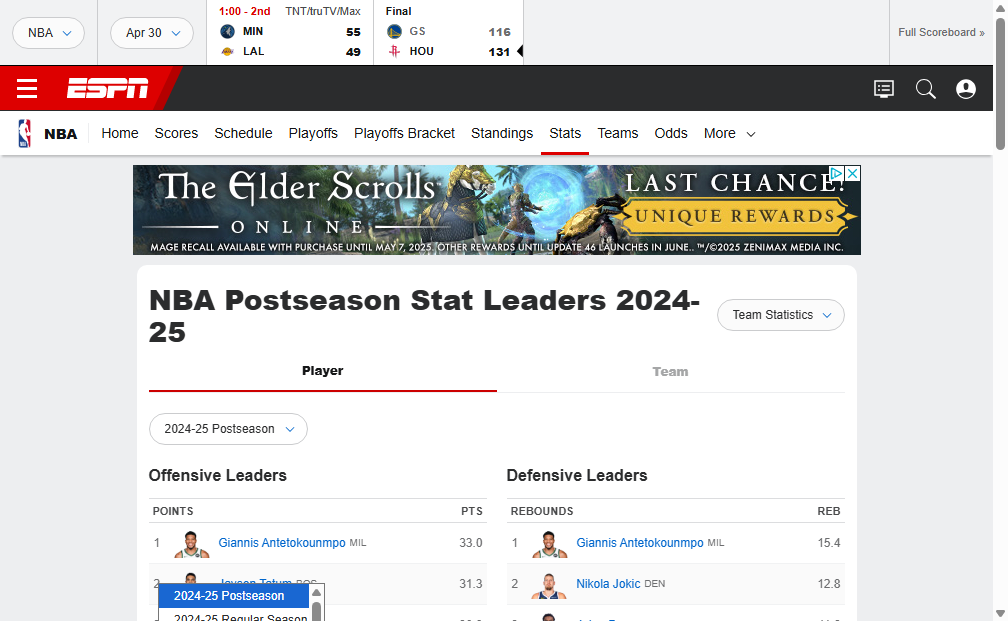 NBA
Apr 30
1:00 - 2nd TNT/truTV/Max
MIN 55
LAL 49
Final
GS 116
HOU 131
Full Scoreboard »
ESPN
NBA Home Scores Schedule Playoffs Playoffs Bracket Standings Stats Teams Odds More
The Elder Scrolls
ONLINE
LAST CHANCE!
UNIQUE REWARDS
MAGE RECALL AVAILABLE WITH PURCHASE UNTIL MAY 7, 2025. OTHER REWARDS UNTIL UPDATE 46 LAUNCHES IN JUNE.. ™/©2025 ZENIMAX MEDIA INC.
NBA Postseason Stat Leaders 2024-
25
Team Statistics
Player Team
2024-25 Postseason
Offensive Leaders
POINTS PTS
1 Giannis Antetokounmpo MIL 33.0
2 Jayson Tatum BOS 31.3
2024-25 Postseason
2024-25 Regular Season
Defensive Leaders
REBOUNDS REB
1 Giannis Antetokounmpo MIL 15.4
2 Nikola Jokic DEN 12.8